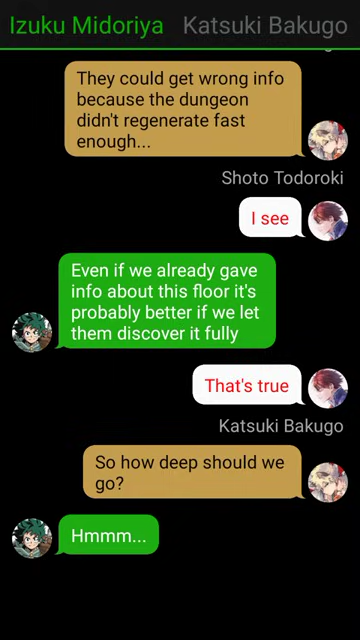 Izuku Midoriya Katsuki Bakugo
They could get wrong info
because the dungeon
didn't regenerate fast
enough...
Shoto Todoroki
I see
Even if we already gave
info about this floor it's
probably better if we let
them discover it fully
That's true
Katsuki Bakugo
So how deep should we
go?
Hmmm...